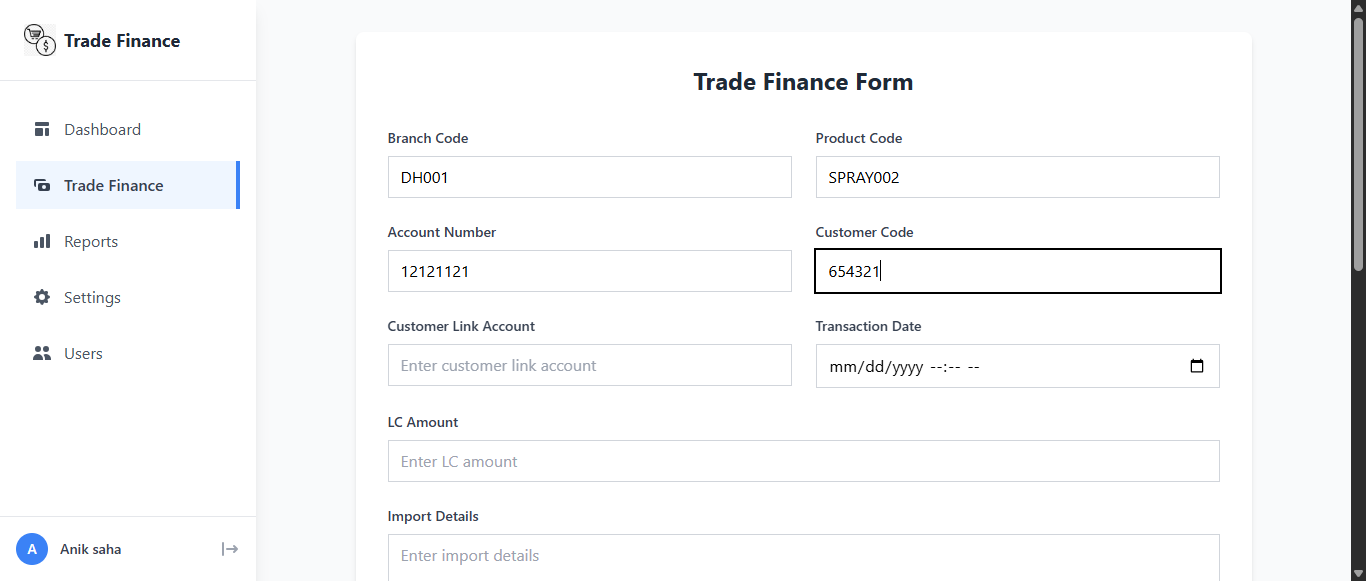 Trade Finance
Dashboard
Trade Finance
Reports
Settings
Users
A
Anik saha
Trade Finance Form
Branch Code
Product Code
DH001
SPRAY002
Account Number
Customer Code
12121121
654321
Customer Link Account
Transaction Date
Enter customer link account
mm/dd/yyyy --:-- --
LC Amount
Enter LC amount
Import Details
Enter import details